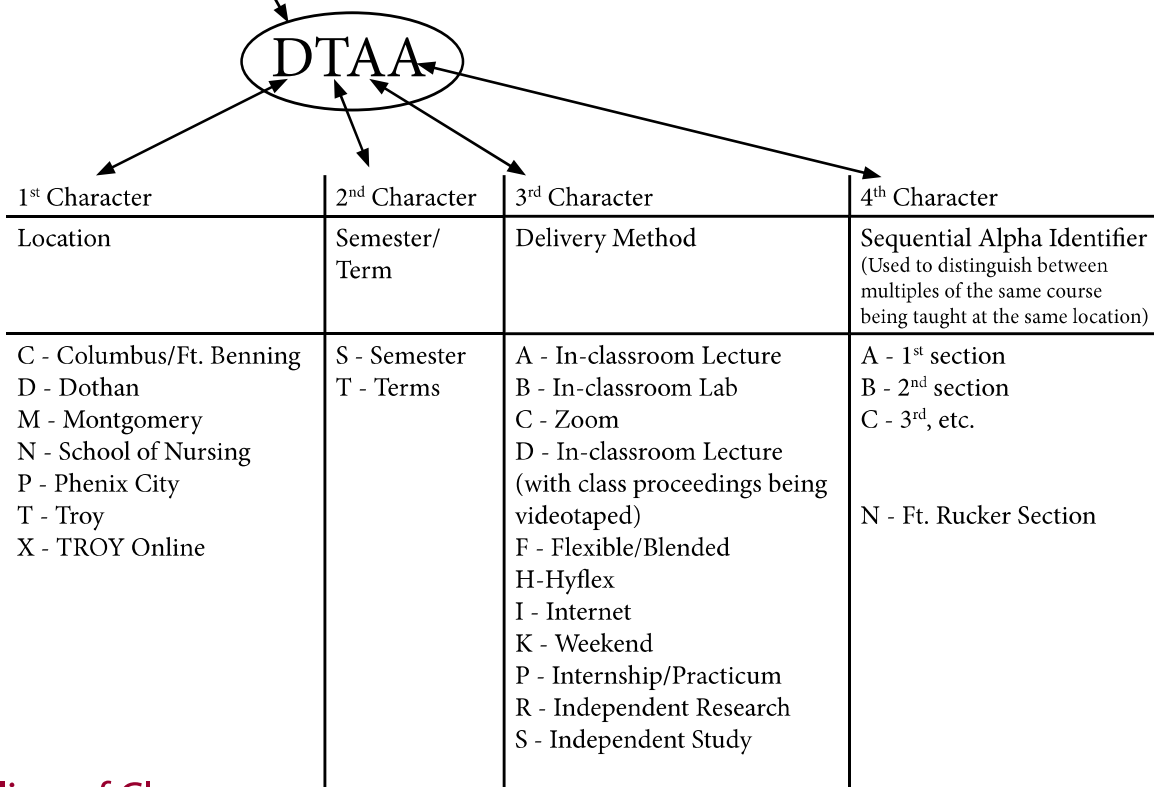 DTAA
1st Character
2nd Character
3rd Character
4th Character
Location
Semester/
Term
Delivery Method
Sequential Alpha Identifier
(Used to distinguish between
multiples of the same course
being taught at the same location)
C - Columbus/Ft. Benning
D - Dothan
M - Montgomery
N - School of Nursing
P - Phenix City
T - Troy
X - TROY Online
S - Semester
T - Terms
A - In-classroom Lecture
B - In-classroom Lab
C - Zoom
D - In-classroom Lecture
(with class proceedings being
videotaped)
F - Flexible/Blended
H-Hyflex
I - Internet
K - Weekend
P - Internship/Practicum
R - Independent Research
S - Independent Study
A - 1st section
B - 2nd section
C - 3rd, etc.
N - Ft. Rucker Section